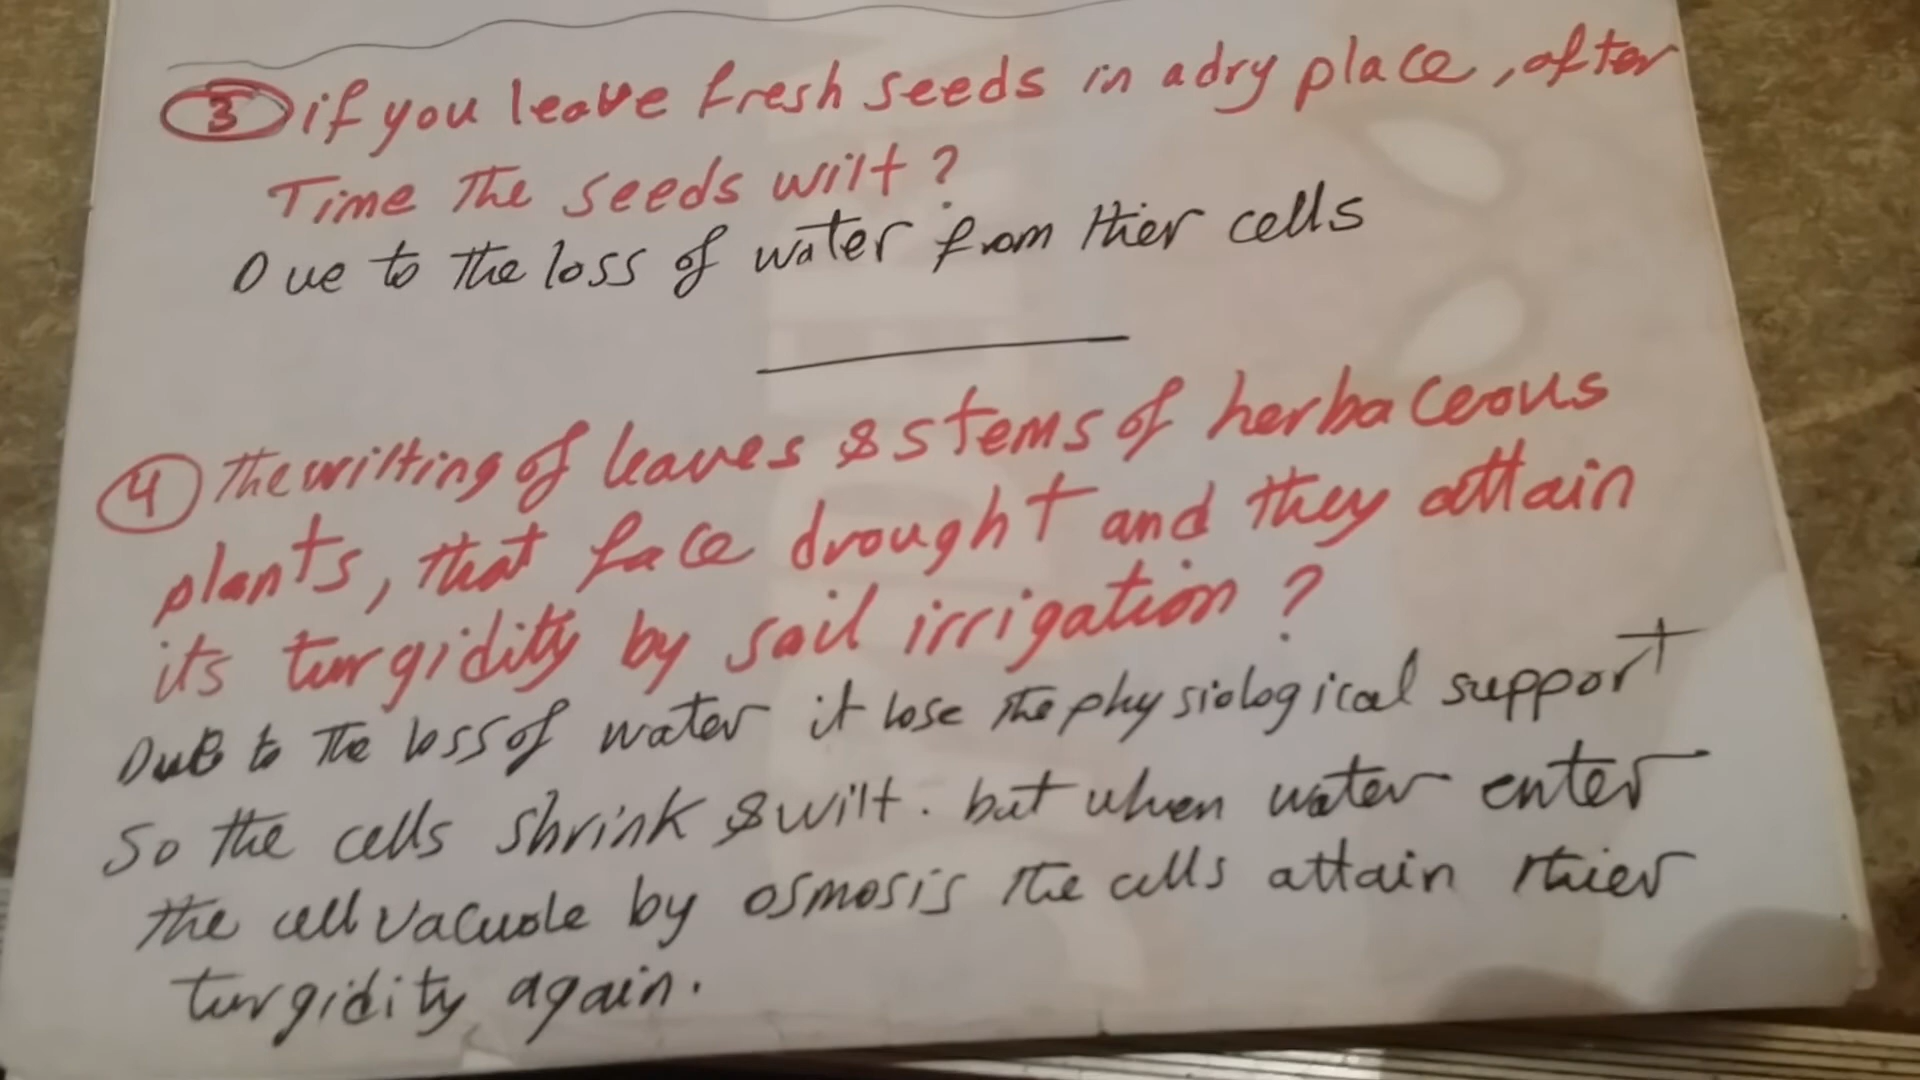 3 if you leave fresh seeds in a dry place, after
Time The seeds wilt?
Due to the loss of water from thier cells
4 The wilting of leaves & stems of herbaceous
plants, that face drought and they attain
its turgidity by soil irrigation?
Due to The loss of water it lose the physiological support
So the cells shrink & wilt. but when water enter
the cell vacuole by osmosis the cells attain thier
turgidity again.